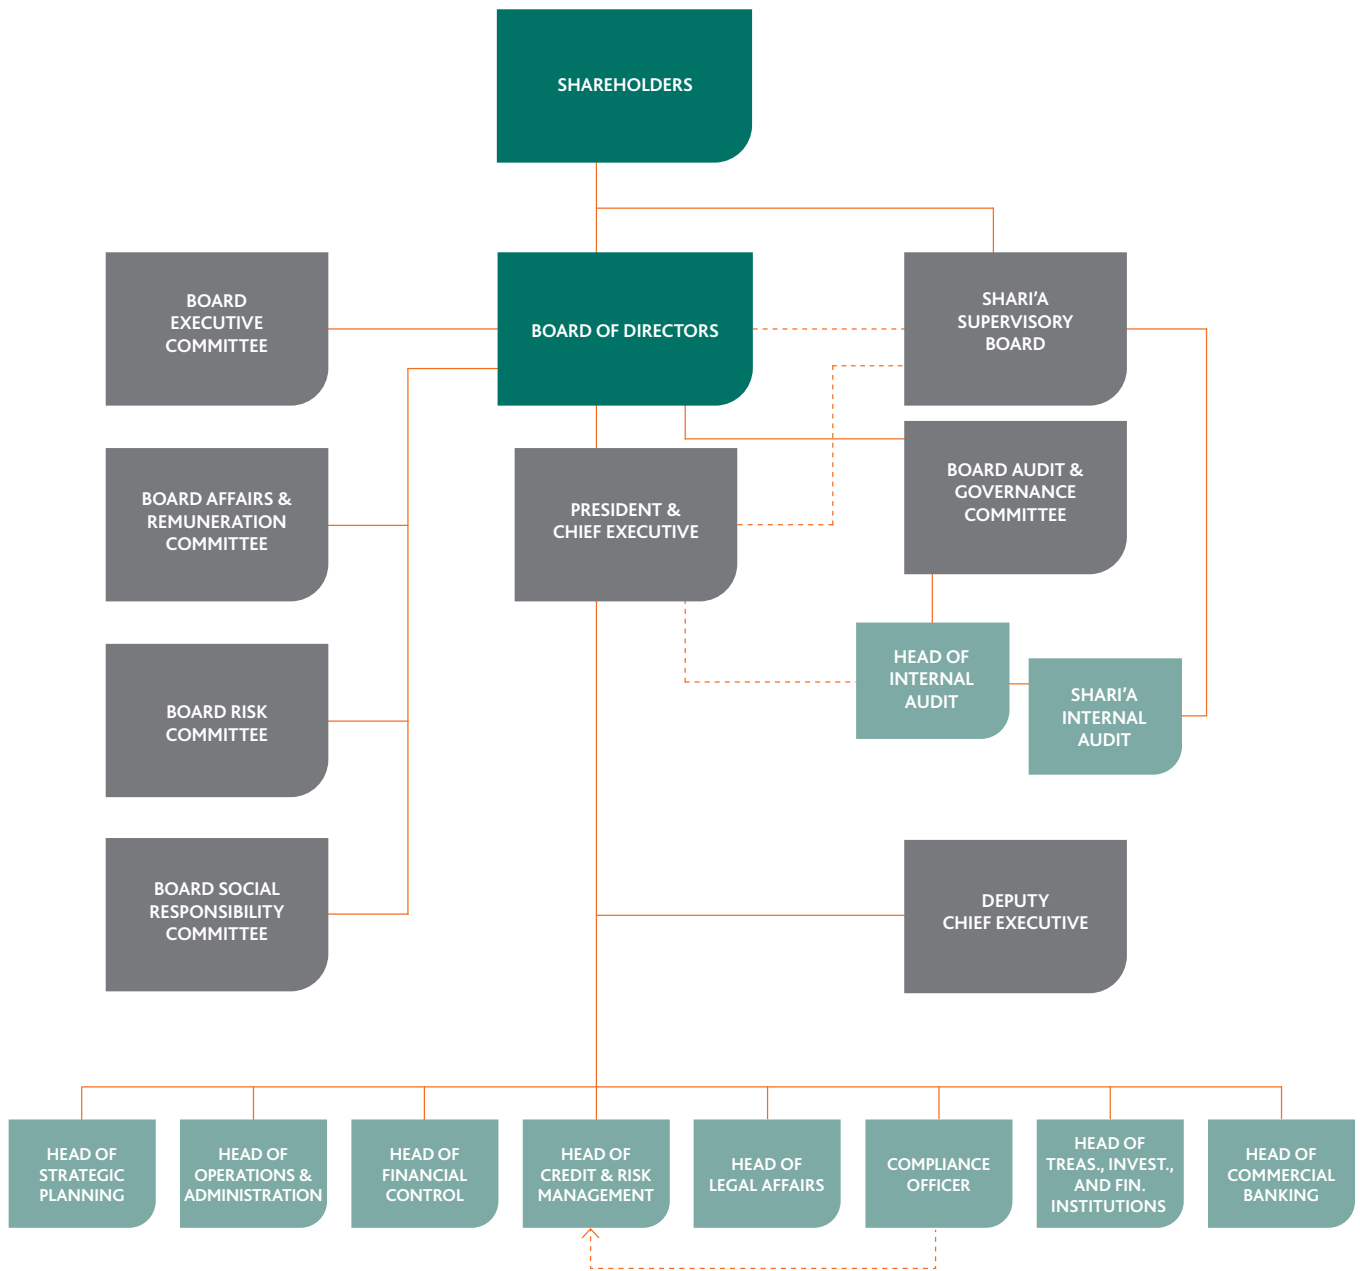 SHAREHOLDERS
BOARD
EXECUTIVE
COMMITTEE
BOARD OF DIRECTORS
SHARI'A
SUPERVISORY
BOARD
BOARD AFFAIRS &
REMUNERATION
COMMITTEE
PRESIDENT &
CHIEF EXECUTIVE
BOARD AUDIT &
GOVERNANCE
COMMITTEE
HEAD OF
INTERNAL
AUDIT
SHARI'A
INTERNAL
AUDIT
BOARD RISK
COMMITTEE
BOARD SOCIAL
RESPONSIBILITY
COMMITTEE
DEPUTY
CHIEF EXECUTIVE
HEAD OF
STRATEGIC
PLANNING
HEAD OF
OPERATIONS &
ADMINISTRATION
HEAD OF
FINANCIAL
CONTROL
HEAD OF
CREDIT & RISK
MANAGEMENT
HEAD OF
LEGAL AFFAIRS
COMPLIANCE
OFFICER
HEAD OF
TREAS., INVEST.,
AND FIN.
INSTITUTIONS
HEAD OF
COMMERCIAL
BANKING